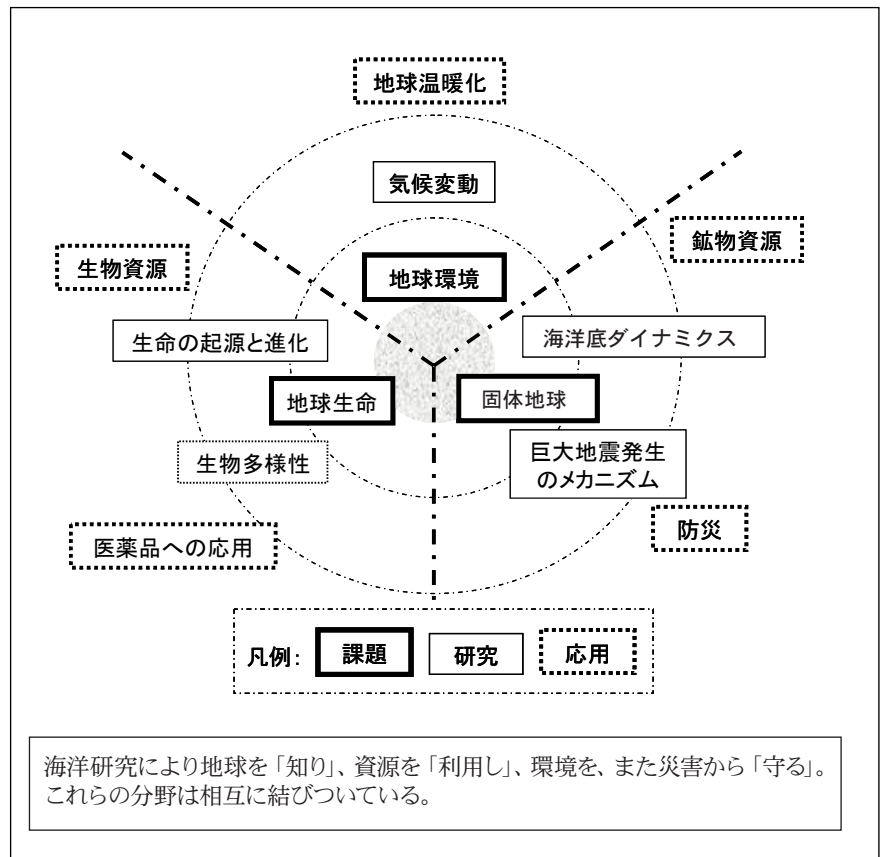 地球温暖化
気候変動
鉱物資源
生物資源
地球環境
生命の起源と進化
海洋底ダイナミクス
地球生命
固体地球
生物多様性
巨大地震発生
のメカニズム
防災
医薬品への応用
凡例:
課題
研究
応用
海洋研究により地球を「知り」、資源を「利用し」、環境を、また災害から「守る」。
これらの分野は相互に結びついている。